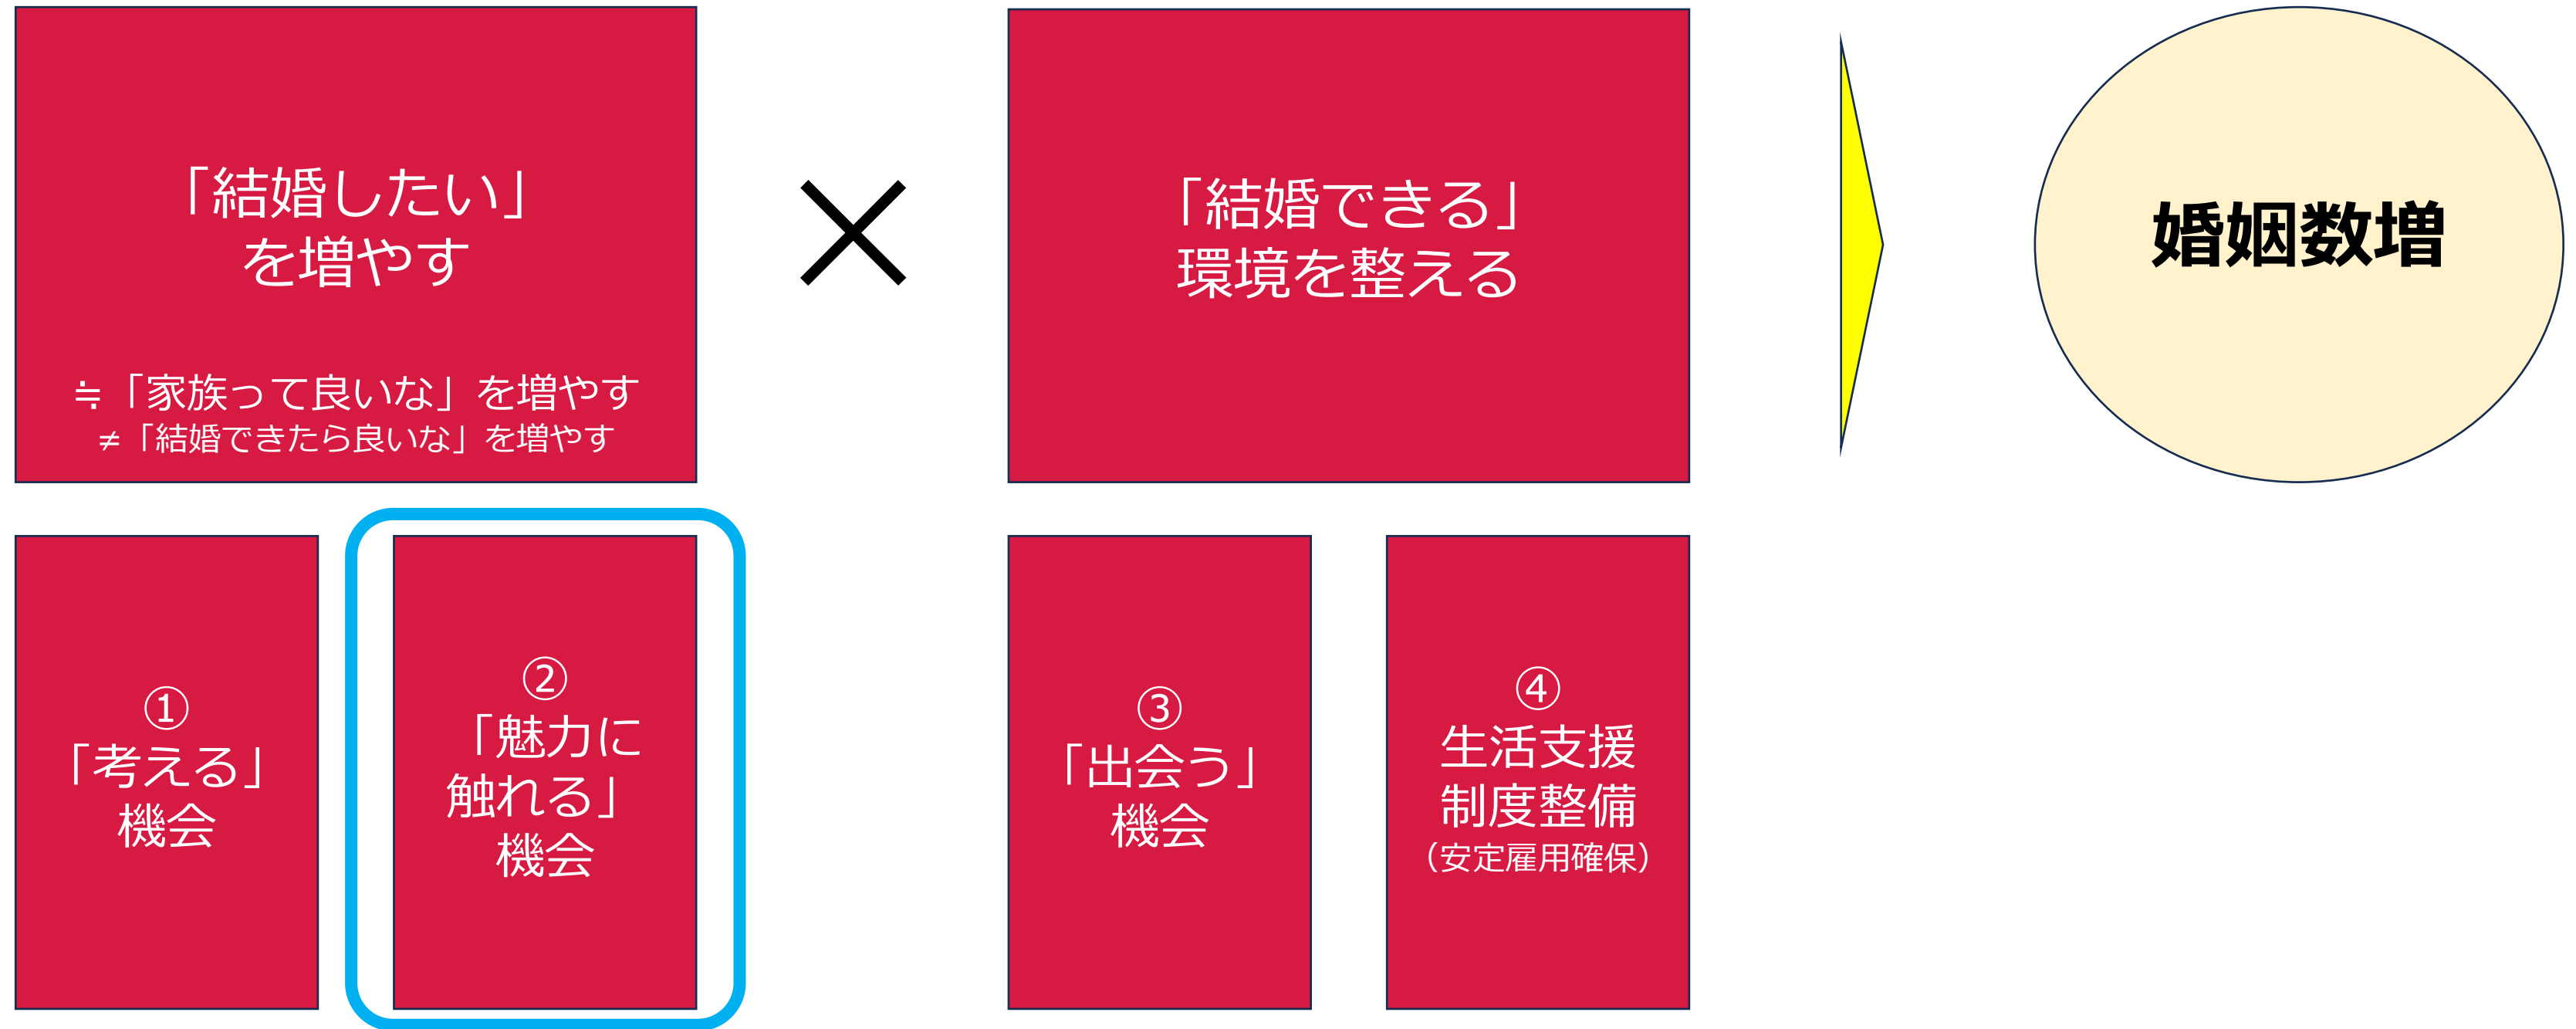 「結婚したい」
を増やす
≒「家族って良いな」を増やす
≠「結婚できたら良いな」を増やす
×
「結婚できる」
環境を整える
婚姻数増
①
「考える」
機会
②
「魅力に
触れる」
機会
③
「出会う」
機会
④
生活支援
制度整備
（安定雇用確保）